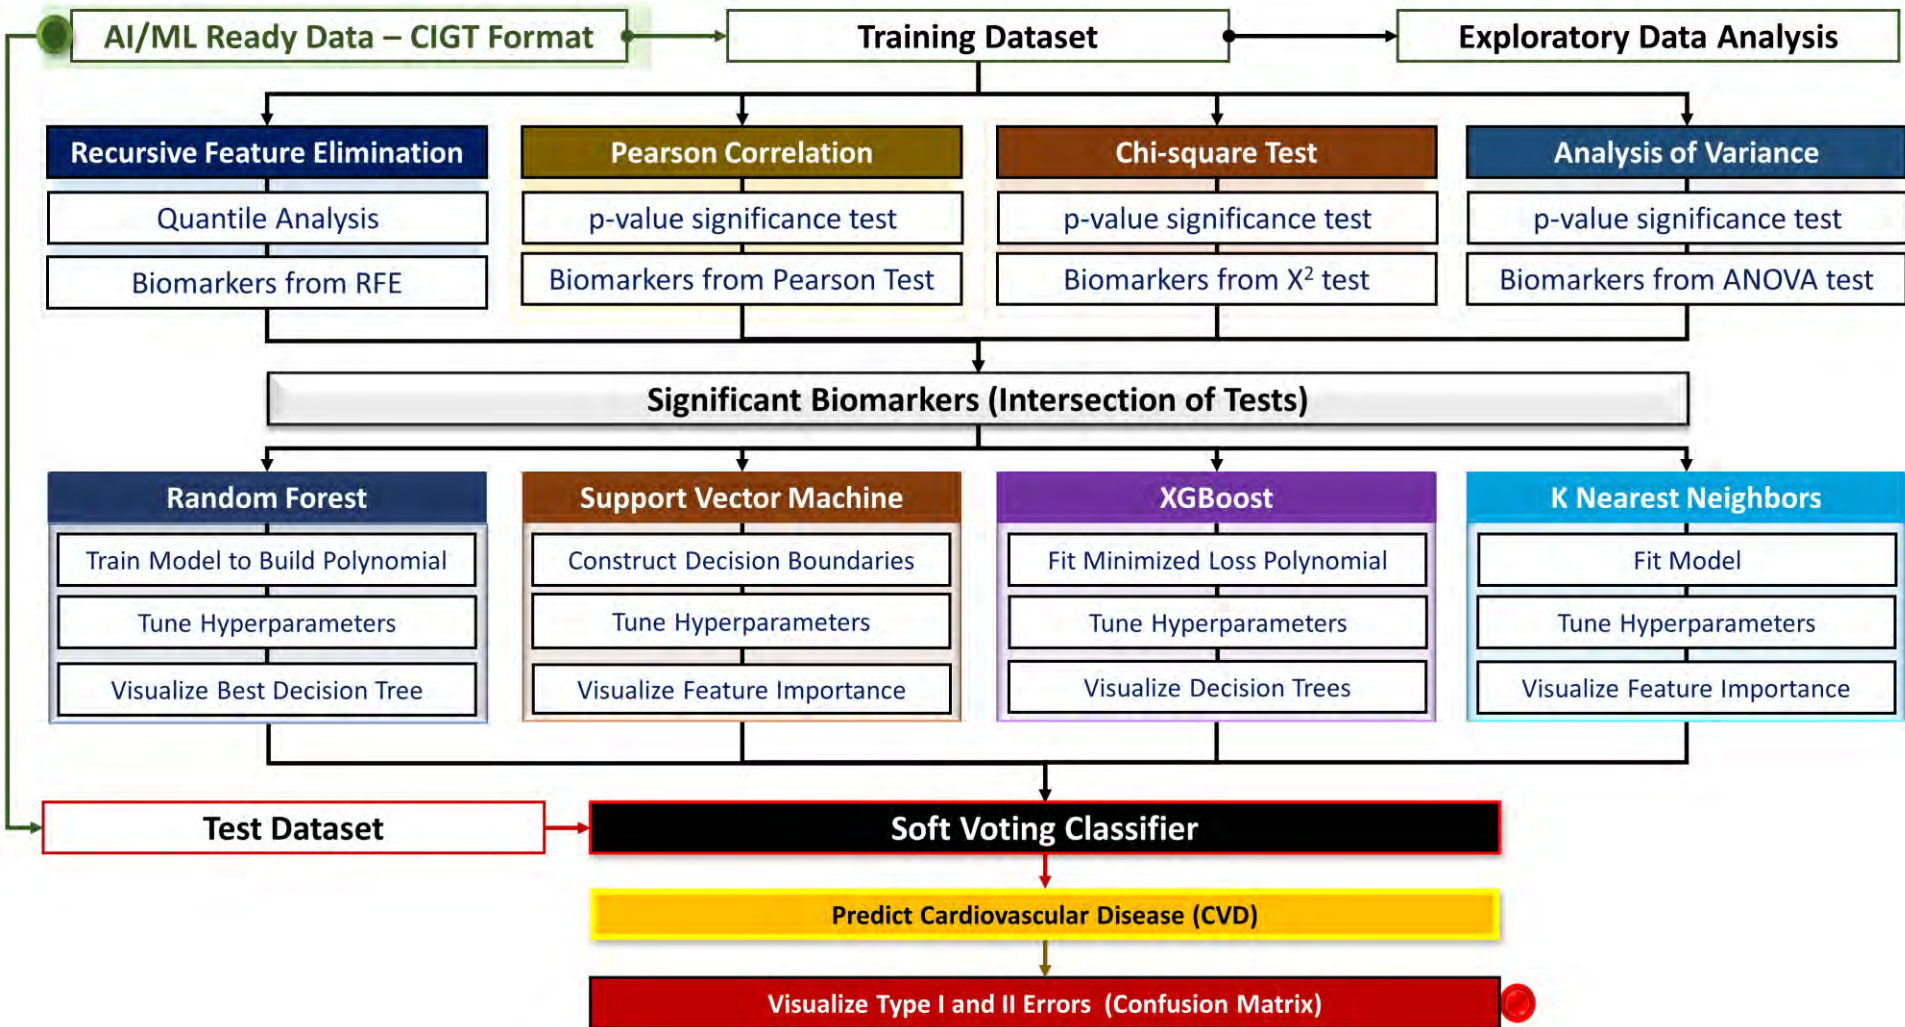 AI/ML Ready Data – CIGT Format
Training Dataset
Exploratory Data Analysis
Recursive Feature Elimination
Pearson Correlation
Chi-square Test
Analysis of Variance
Quantile Analysis
p-value significance test
p-value significance test
p-value significance test
Biomarkers from RFE
Biomarkers from Pearson Test
Biomarkers from X² test
Biomarkers from ANOVA test
Significant Biomarkers (Intersection of Tests)
Random Forest
Support Vector Machine
XGBoost
K Nearest Neighbors
Train Model to Build Polynomial
Construct Decision Boundaries
Fit Minimized Loss Polynomial
Fit Model
Tune Hyperparameters
Tune Hyperparameters
Tune Hyperparameters
Tune Hyperparameters
Visualize Best Decision Tree
Visualize Feature Importance
Visualize Decision Trees
Visualize Feature Importance
Test Dataset
Soft Voting Classifier
Predict Cardiovascular Disease (CVD)
Visualize Type I and II Errors (Confusion Matrix)